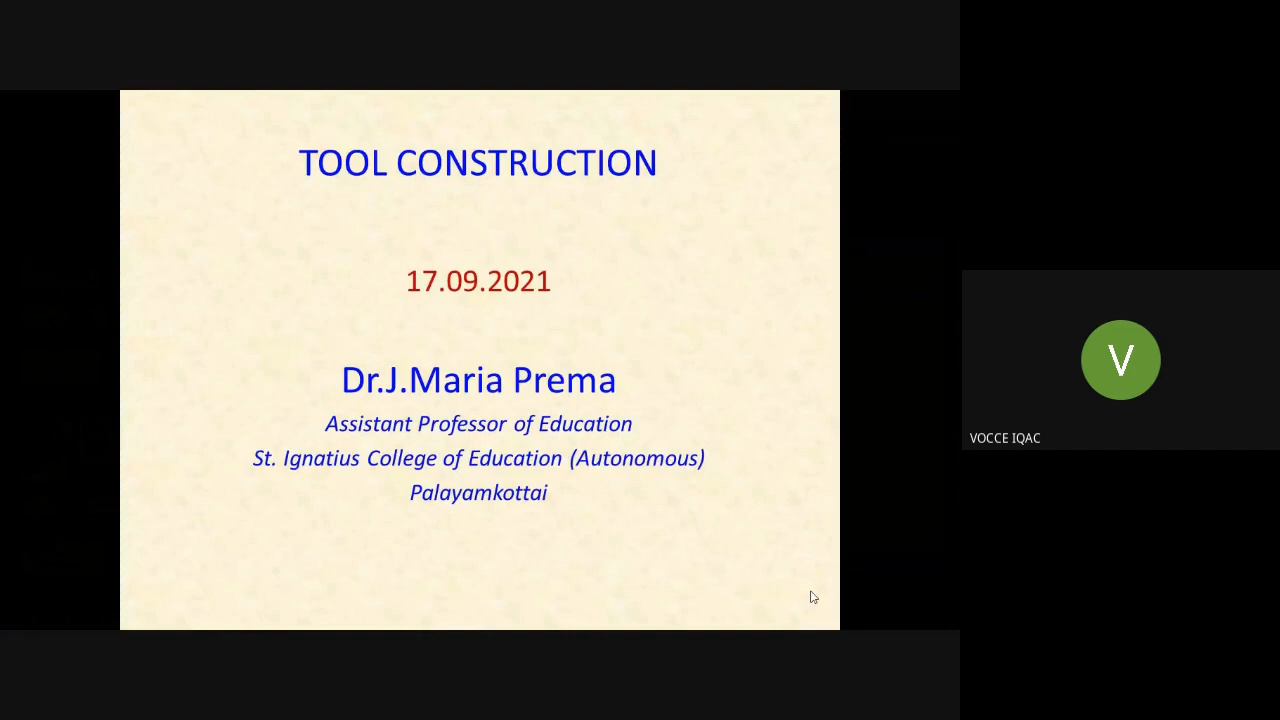 TOOL CONSTRUCTION
17.09.2021
Dr.J.Maria Prema
Assistant Professor of Education
St. Ignatius College of Education (Autonomous)
Palayamkottai
V
VOCCE IQAC